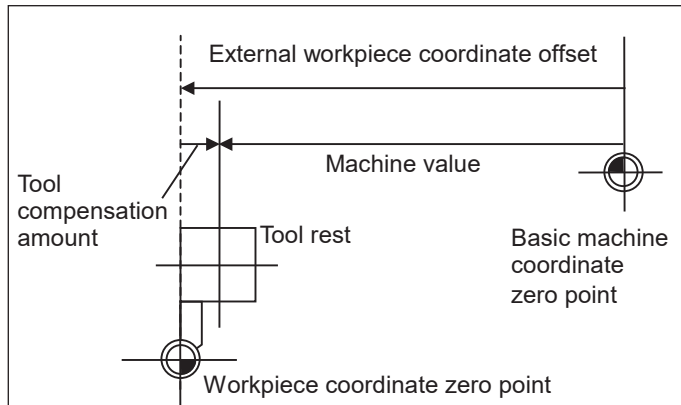 External workpiece coordinate offset
Machine value
Tool
compensation
amount
Tool rest
Basic machine
coordinate
zero point
Workpiece coordinate zero point